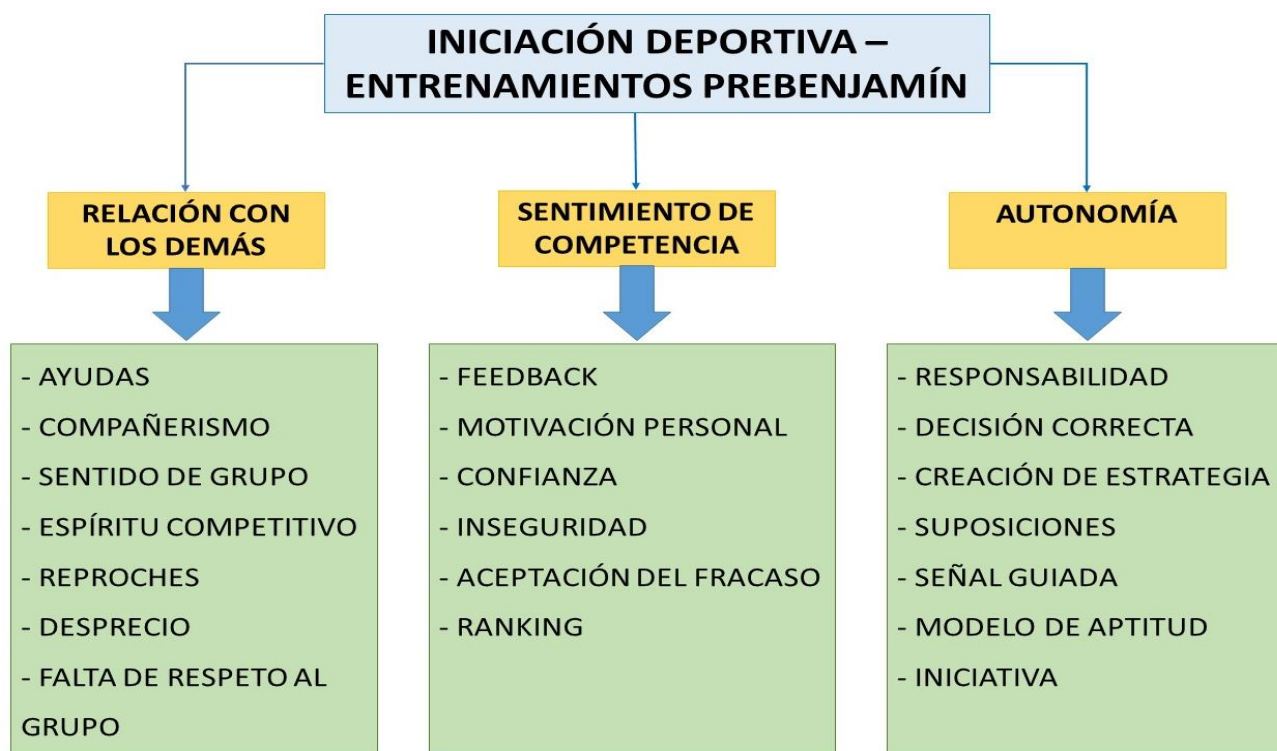 INICIACIÓN DEPORTIVA –
ENTRENAMIENTOS PREBENJAMÍN
RELACIÓN CON
LOS DEMÁS
- AYUDAS
- COMPAÑERISMO
- SENTIDO DE GRUPO
- ESPÍRITU COMPETITIVO
- REPROCHES
- DESPRECIO
- FALTA DE RESPETO AL
GRUPO
SENTIMIENTO DE
COMPETENCIA
- FEEDBACK
- MOTIVACIÓN PERSONAL
- CONFIANZA
- INSEGURIDAD
- ACEPTACIÓN DEL FRACASO
- RANKING
AUTONOMÍA
- RESPONSABILIDAD
- DECISIÓN CORRECTA
- CREACIÓN DE ESTRATEGIA
- SUPOSICIONES
- SEÑAL GUIADA
- MODELO DE APTITUD
- INICIATIVA